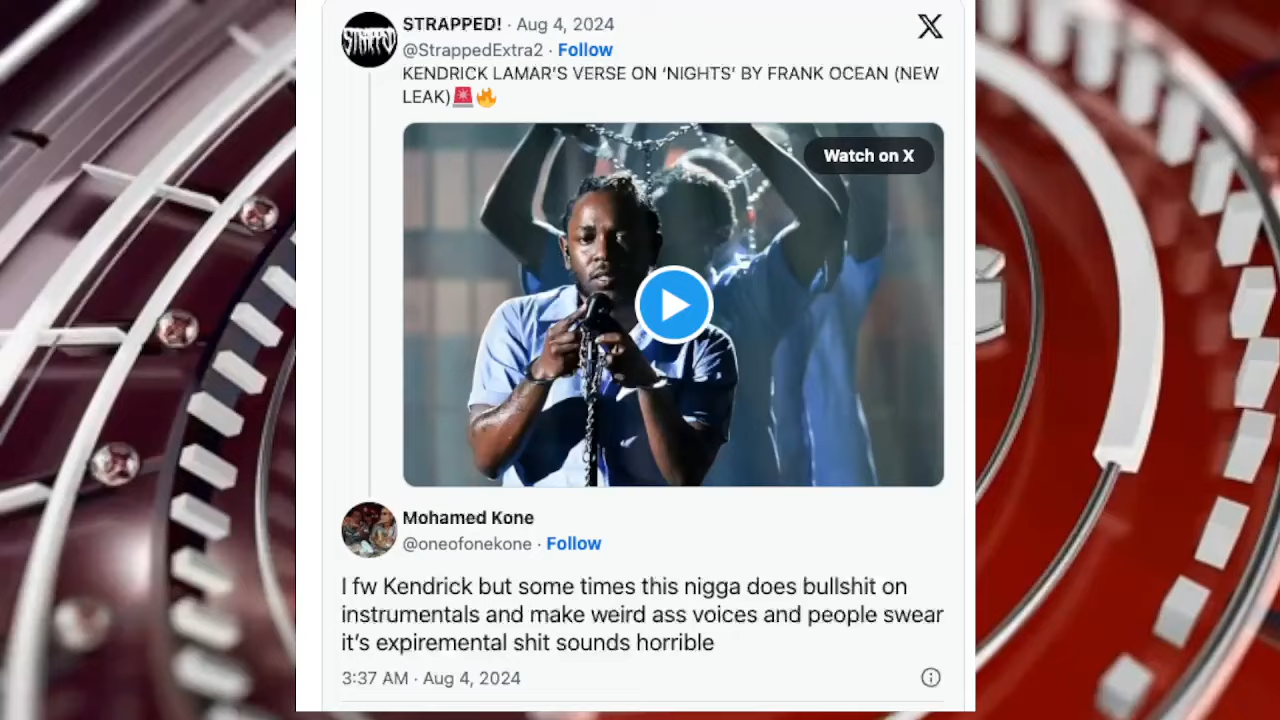 STRAPPED
STRAPPED! · Aug 4, 2024
@StrappedExtra2 · Follow
KENDRICK LAMAR'S VERSE ON ‘NIGHTS’ BY FRANK OCEAN (NEW
LEAK)🚨🔥
Watch on X
Mohamed Kone
@oneofonekone · Follow
I fw Kendrick but some times this nigga does bullshit on
instrumentals and make weird ass voices and people swear
it’s expiremental shit sounds horrible
3:37 AM · Aug 4, 2024